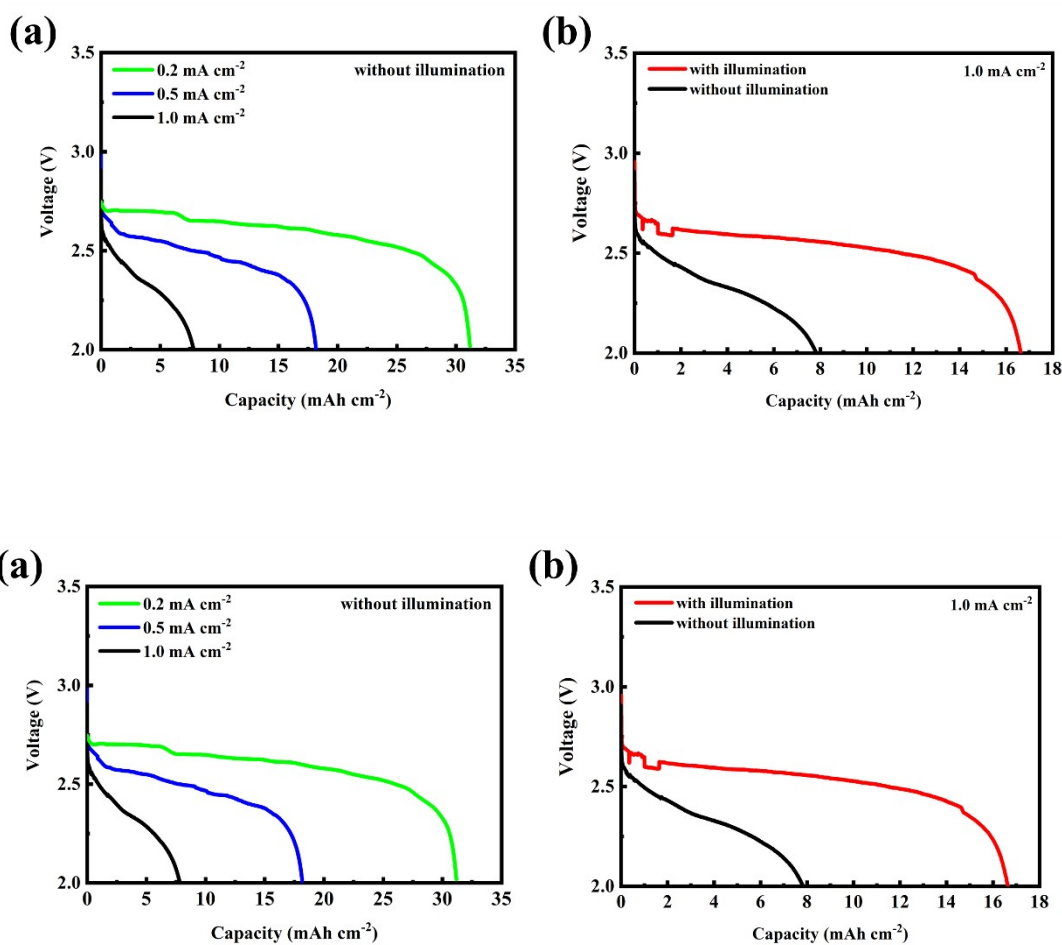 (a)
3.5
3.0
2.5
2.0
Voltage (V)
0.2 mA cm⁻²
0.5 mA cm⁻²
1.0 mA cm⁻²
without illumination
0 5 10 15 20 25 30 35
Capacity (mAh cm⁻²)
(b)
3.5
3.0
2.5
2.0
Voltage (V)
with illumination
without illumination
1.0 mA cm⁻²
0 2 4 6 8 10 12 14 16 18
Capacity (mAh cm⁻²)
(a)
3.5
3.0
2.5
2.0
Voltage (V)
0.2 mA cm⁻²
0.5 mA cm⁻²
1.0 mA cm⁻²
without illumination
0 5 10 15 20 25 30 35
Capacity (mAh cm⁻²)
(b)
3.5
3.0
2.5
2.0
Voltage (V)
with illumination
without illumination
1.0 mA cm⁻²
0 2 4 6 8 10 12 14 16 18
Capacity (mAh cm⁻²)